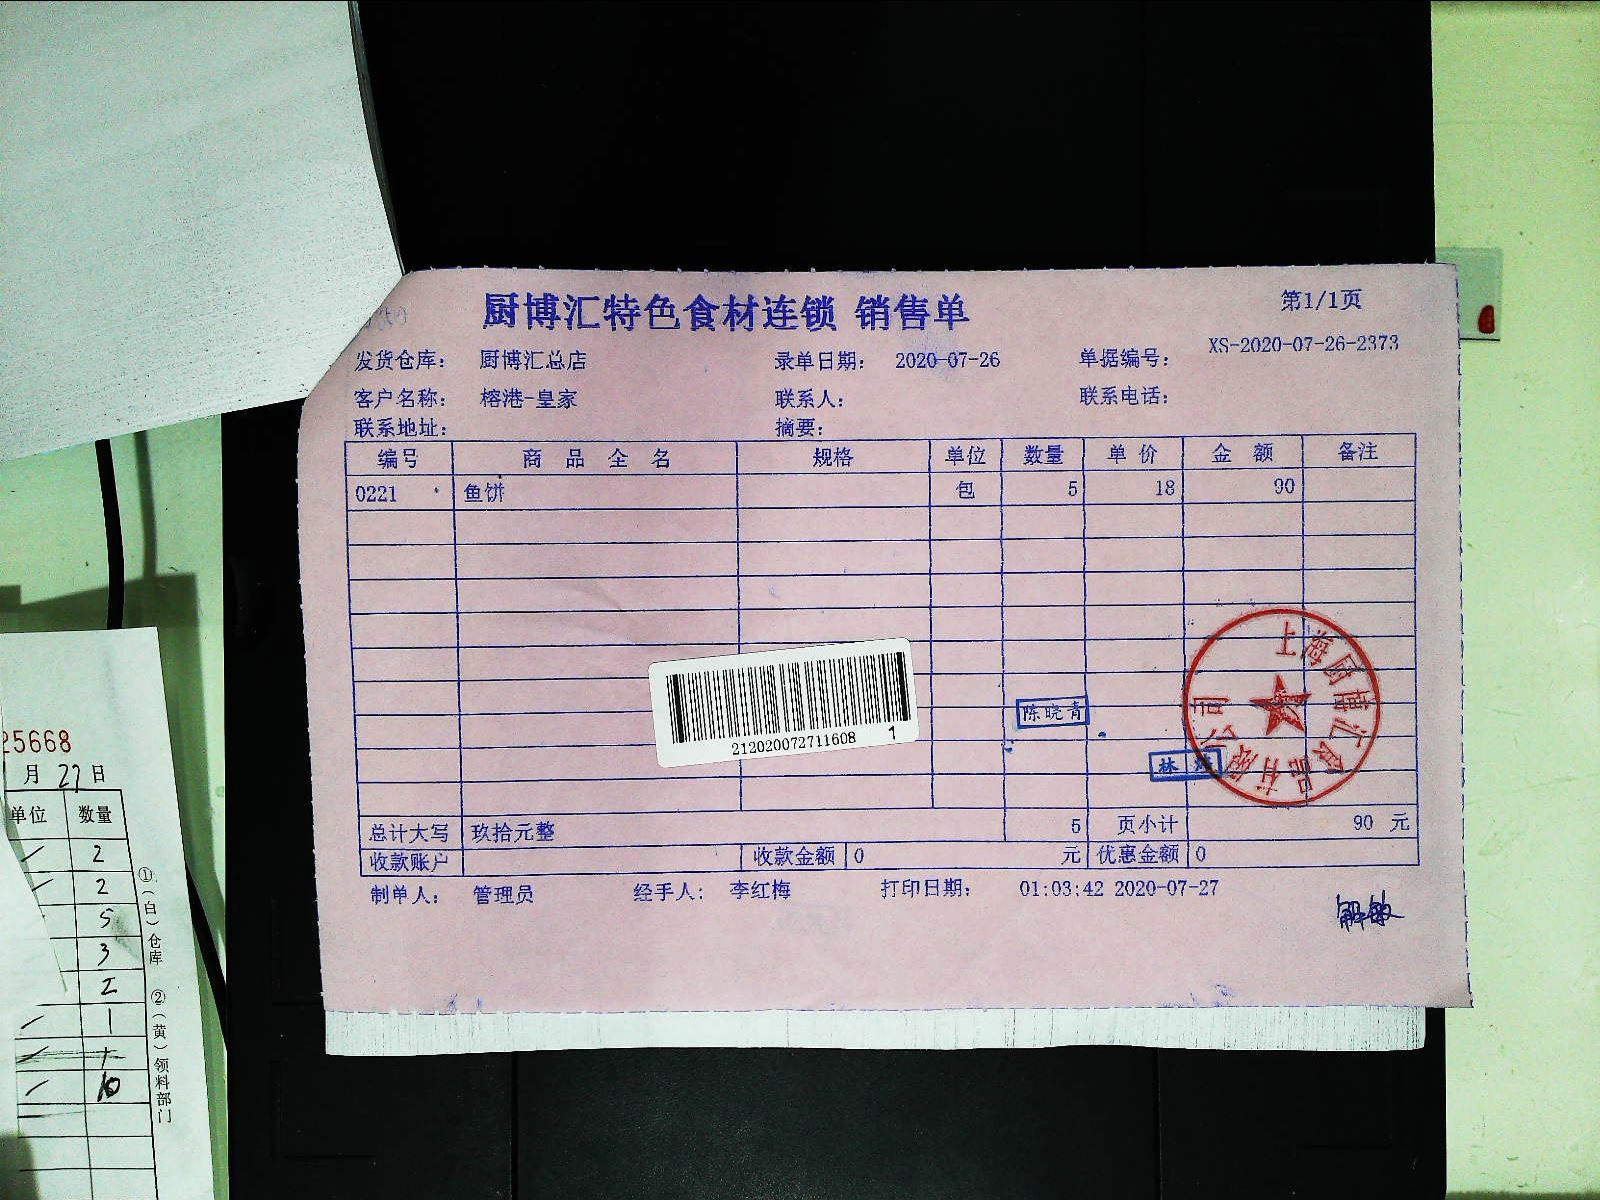 厨博汇特色食材连锁 销售单
第1/1页
发货仓库: 厨博汇总店 录单日期: 2020-07-26 单据编号: XS-2020-07-26-2373
客户名称: 榕港-皇家 联系人: 联系电话:
联系地址: 摘要:
编号 商品全名 规格 单位 数量 单价 金额 备注
0221 鱼饼 包 5 18 90
212020072711608 1
陈晓青
林
上海厨博汇食品有限公司
总计大写 玖拾元整 5 页小计 90 元
收款账户 收款金额 0 元 优惠金额 0
制单人: 管理员 经手人: 李红梅 打印日期: 01:03:42 2020-07-27
25668
月 27 日
单位 数量
2
2
5
3
2
1
10
①(白)仓库 ②(黄)领料部门